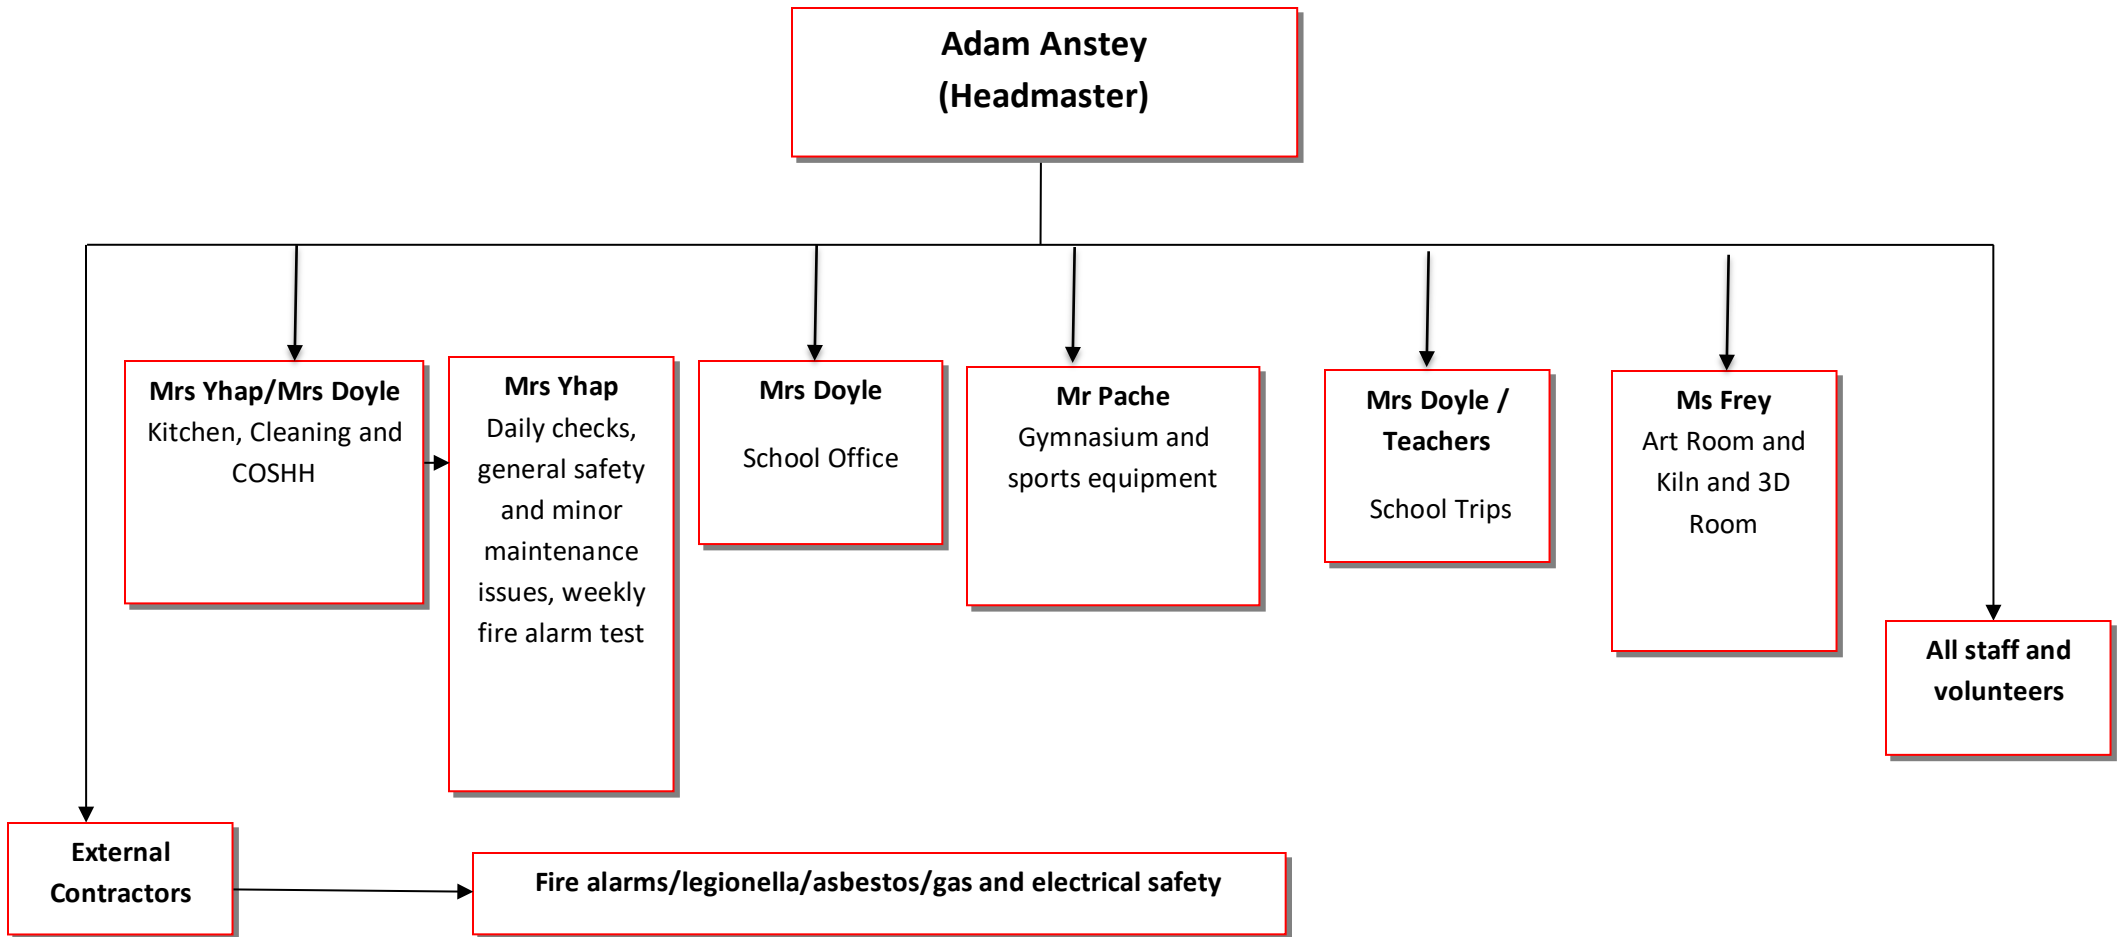 Adam Anstey
(Headmaster)
Mrs Yhap/Mrs Doyle
Kitchen, Cleaning and
COSHH
Mrs Yhap
Daily checks,
general safety
and minor
maintenance
issues, weekly
fire alarm test
Mrs Doyle
School Office
Mr Pache
Gymnasium and
sports equipment
Mrs Doyle /
Teachers
School Trips
Ms Frey
Art Room and
Kiln and 3D
Room
All staff and
volunteers
External
Contractors
Fire alarms/legionella/asbestos/gas and electrical safety